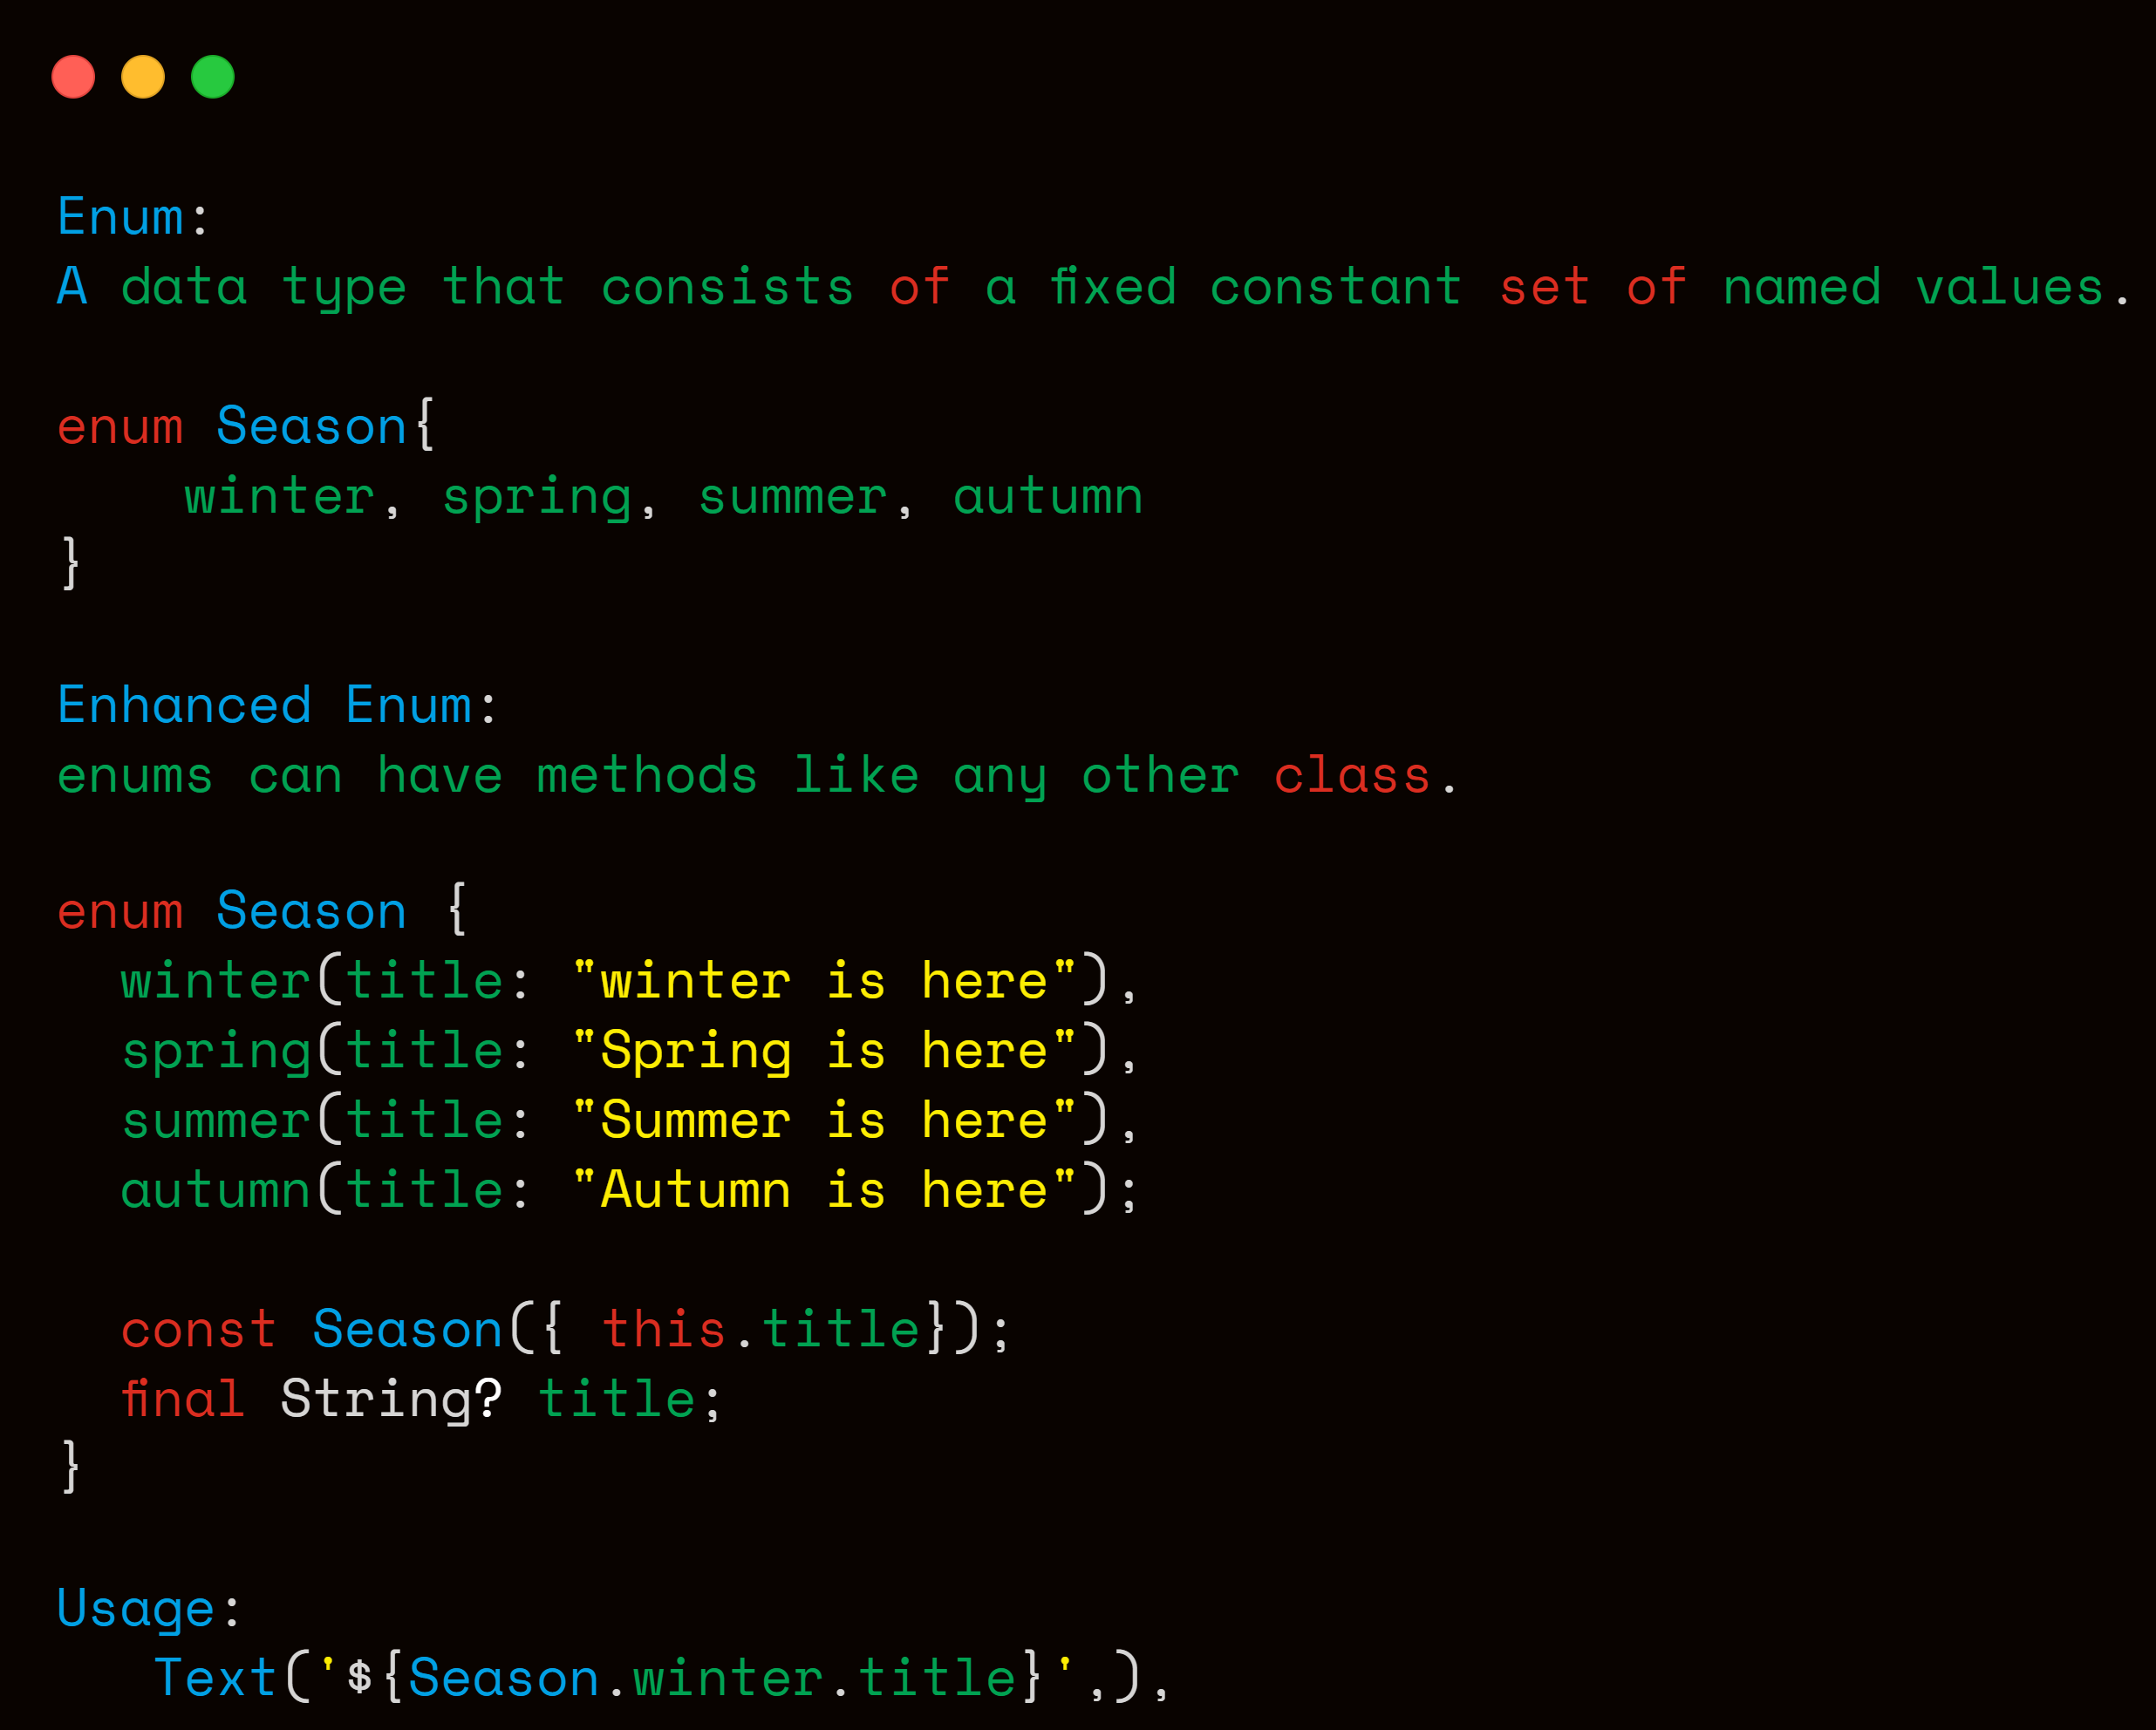 Enum:
A data type that consists of a fixed constant set of named values.
enum Season{
    winter, spring, summer, autumn
}
Enhanced Enum:
enums can have methods like any other class.
enum Season {
  winter(title: "winter is here"),
  spring(title: "Spring is here"),
  summer(title: "Summer is here"),
  autumn(title: "Autumn is here");
  const Season({ this.title});
  final String? title;
}
Usage:
   Text('${Season.winter.title}',),